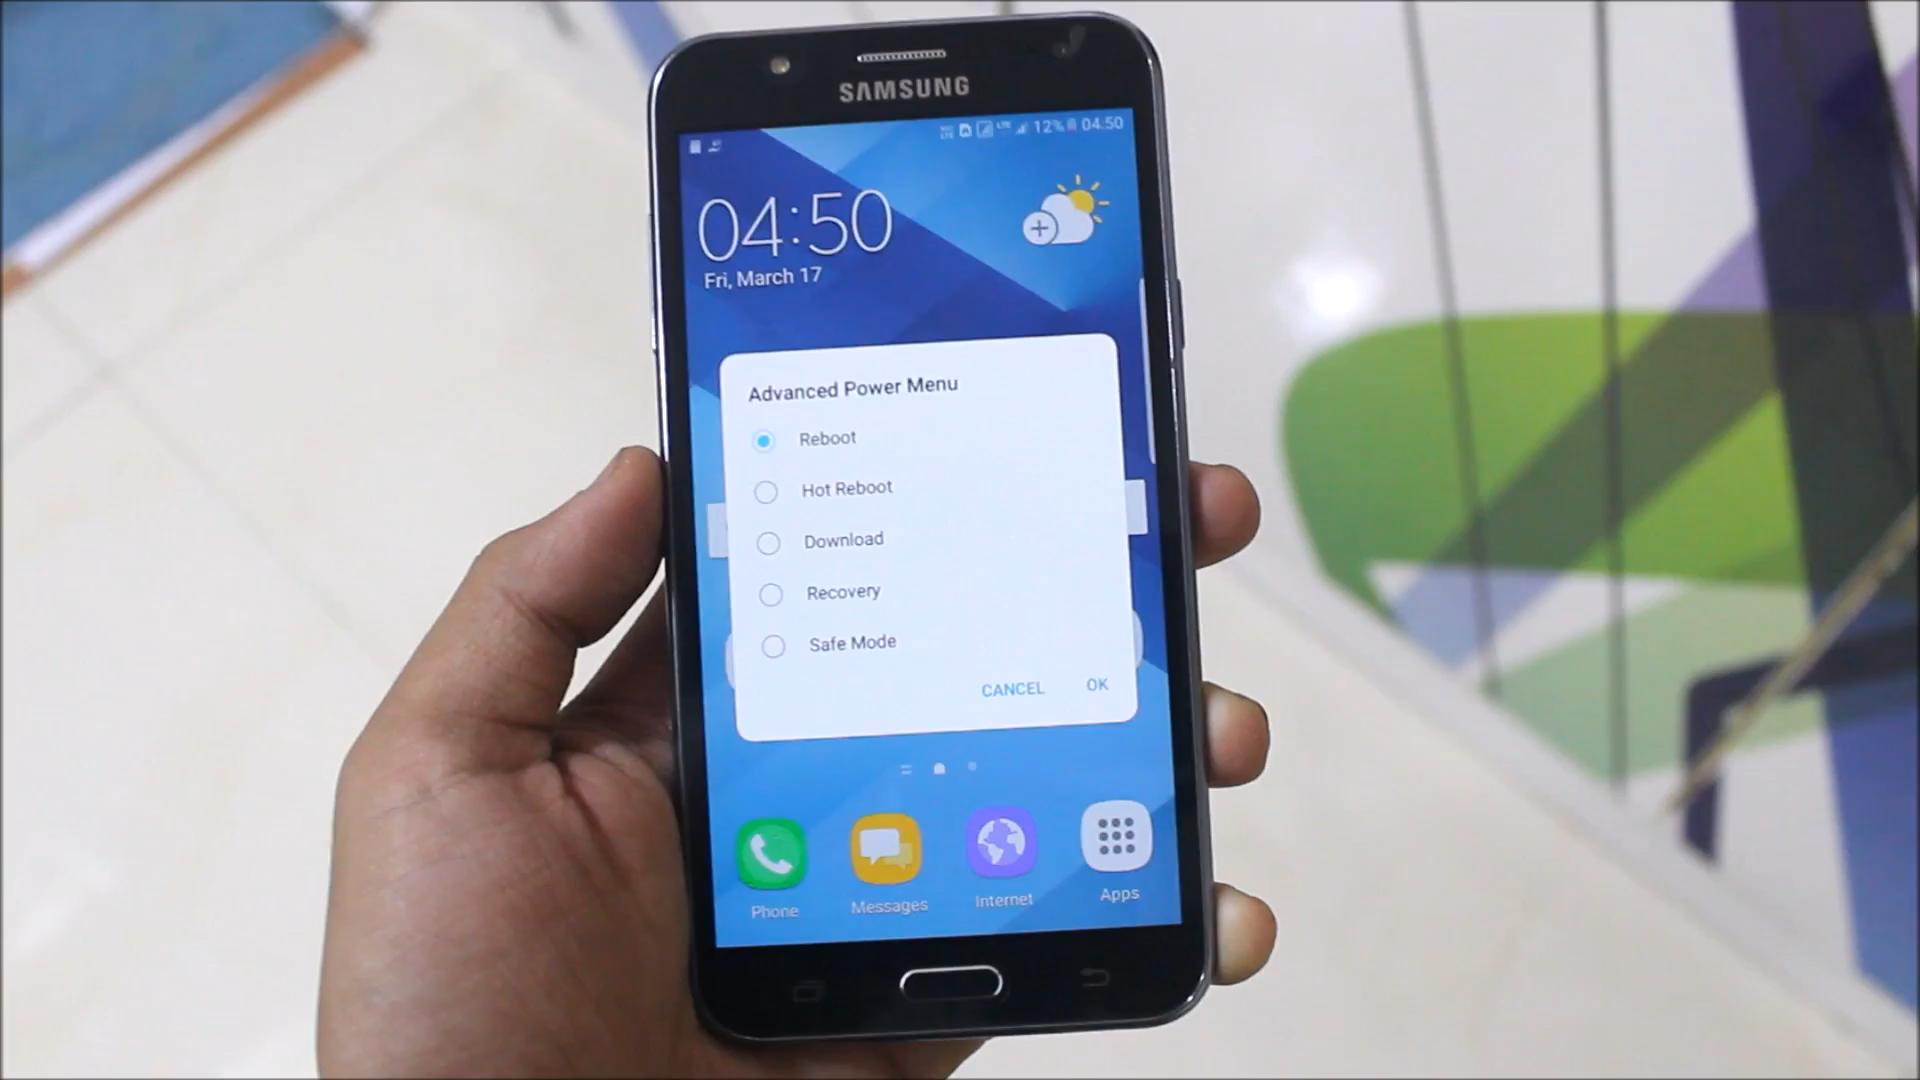 SAMSUNG
LTE 12% 04.50
04:50
Fri, March 17
Advanced Power Menu
Reboot
Hot Reboot
Download
Recovery
Safe Mode
CANCEL OK
Phone Messages Internet Apps